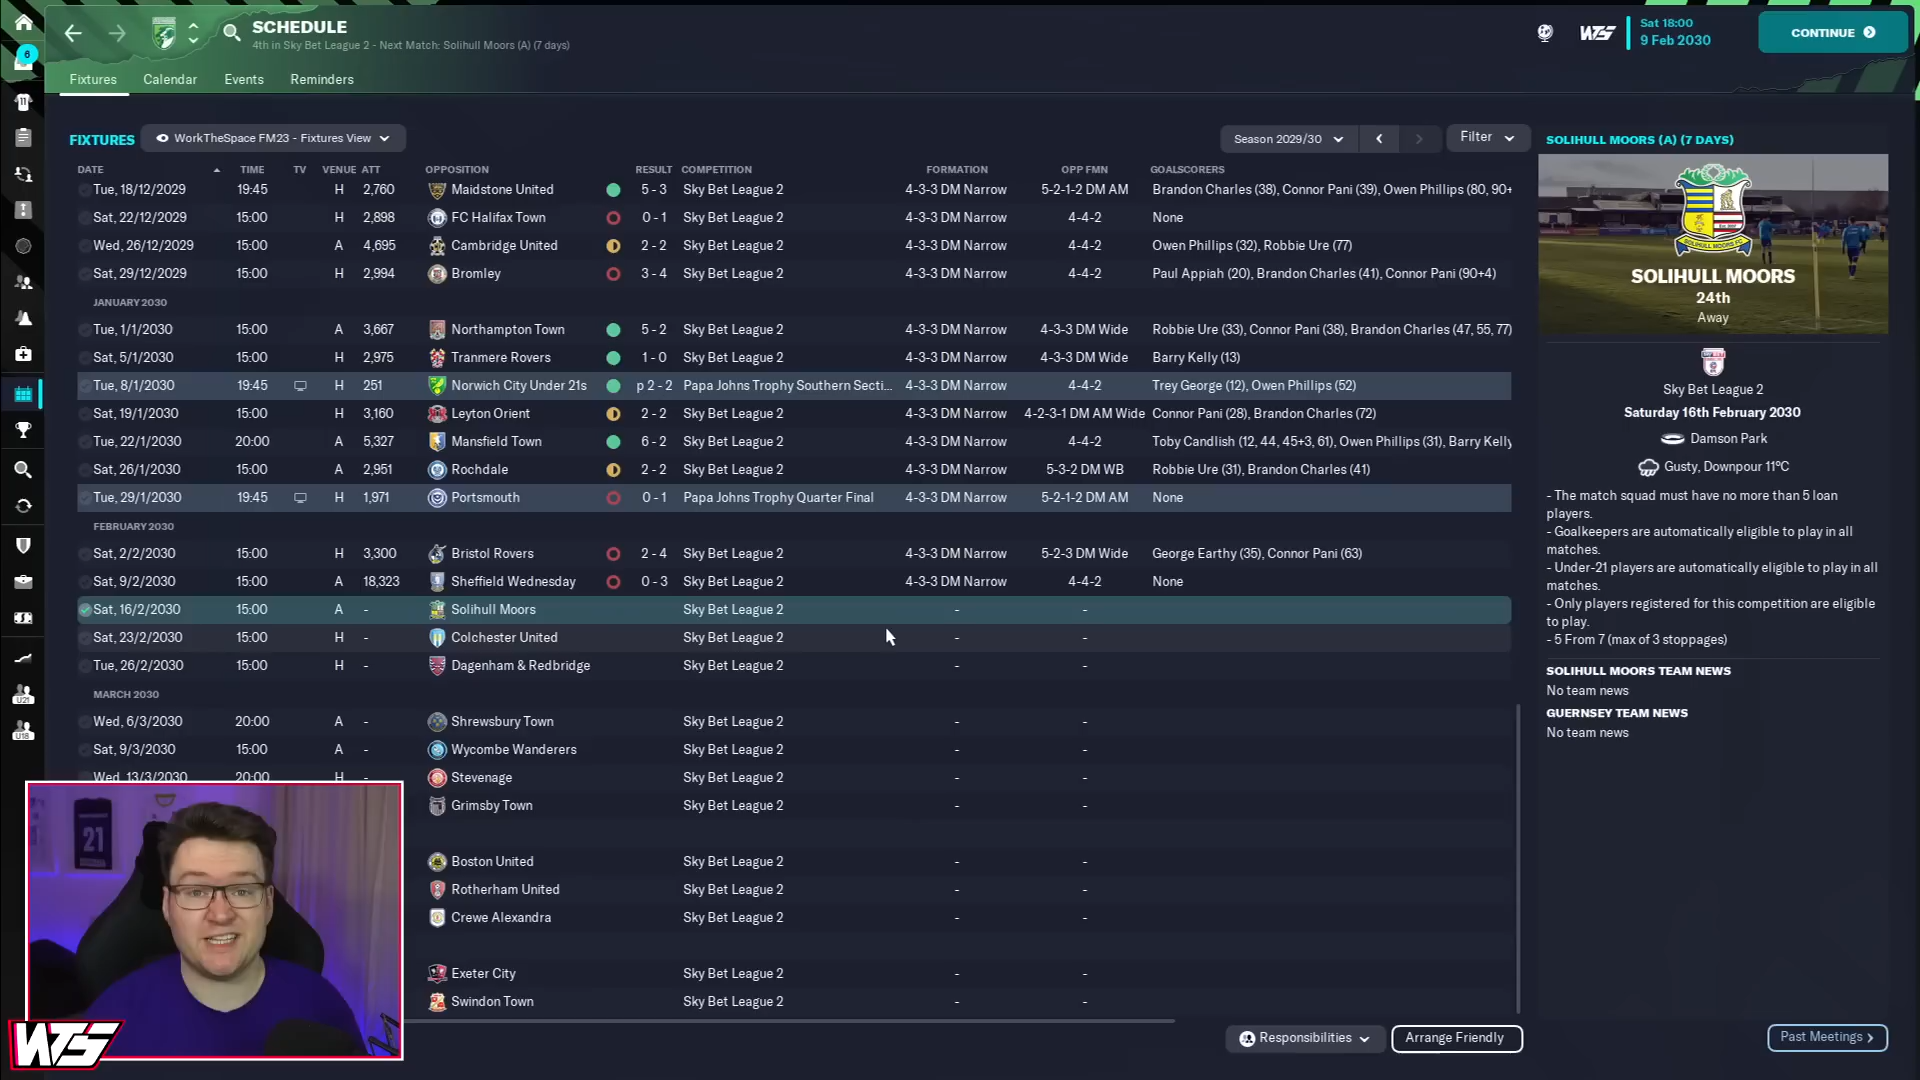 SCHEDULE
4th in Sky Bet League 2 - Next Match: Solihull Moors (A) (7 days)
WTS
Sat 18:00
9 Feb 2030
CONTINUE
6
Fixtures Calendar Events Reminders
FIXTURES WorkTheSpace FM23 - Fixtures View Season 2029/30 Filter
DATE TIME TV VENUE ATT OPPOSITION RESULT COMPETITION FORMATION OPP FMN GOALSCORERS
Tue, 18/12/2029 19:45 H 2,760 Maidstone United 5 - 3 Sky Bet League 2 4-3-3 DM Narrow 5-2-1-2 DM AM Brandon Charles (38), Connor Pani (39), Owen Phillips (80, 90+
Sat, 22/12/2029 15:00 H 2,898 FC Halifax Town 0 - 1 Sky Bet League 2 4-3-3 DM Narrow 4-4-2 None
Wed, 26/12/2029 15:00 A 4,695 Cambridge United 2 - 2 Sky Bet League 2 4-3-3 DM Narrow 4-4-2 Owen Phillips (32), Robbie Ure (77)
Sat, 29/12/2029 15:00 H 2,994 Bromley 3 - 4 Sky Bet League 2 4-3-3 DM Narrow 4-4-2 Paul Appiah (20), Brandon Charles (41), Connor Pani (90+4)
JANUARY 2030
Tue, 1/1/2030 15:00 A 3,667 Northampton Town 5 - 2 Sky Bet League 2 4-3-3 DM Narrow 4-3-3 DM Wide Robbie Ure (33), Connor Pani (38), Brandon Charles (47, 55, 77)
Sat, 5/1/2030 15:00 H 2,975 Tranmere Rovers 1 - 0 Sky Bet League 2 4-3-3 DM Narrow 4-3-3 DM Wide Barry Kelly (13)
Tue, 8/1/2030 19:45 H 251 Norwich City Under 21s p 2 - 2 Papa Johns Trophy Southern Secti... 4-3-3 DM Narrow 4-4-2 Trey George (12), Owen Phillips (52)
Sat, 19/1/2030 15:00 H 3,160 Leyton Orient 2 - 2 Sky Bet League 2 4-3-3 DM Narrow 4-2-3-1 DM AM Wide Connor Pani (28), Brandon Charles (72)
Tue, 22/1/2030 20:00 A 5,327 Mansfield Town 6 - 2 Sky Bet League 2 4-3-3 DM Narrow 4-4-2 Toby Candlish (12, 44, 45+3, 61), Owen Phillips (31), Barry Kelly
Sat, 26/1/2030 15:00 A 2,951 Rochdale 2 - 2 Sky Bet League 2 4-3-3 DM Narrow 5-3-2 DM WB Robbie Ure (31), Brandon Charles (41)
Tue, 29/1/2030 19:45 H 1,971 Portsmouth 0 - 1 Papa Johns Trophy Quarter Final 4-3-3 DM Narrow 5-2-1-2 DM AM None
FEBRUARY 2030
Sat, 2/2/2030 15:00 H 3,300 Bristol Rovers 2 - 4 Sky Bet League 2 4-3-3 DM Narrow 5-2-3 DM Wide George Earthy (35), Connor Pani (63)
Sat, 9/2/2030 15:00 A 18,323 Sheffield Wednesday 0 - 3 Sky Bet League 2 4-3-3 DM Narrow 4-4-2 None
Sat, 16/2/2030 15:00 A - Solihull Moors Sky Bet League 2 - -
Sat, 23/2/2030 15:00 H - Colchester United Sky Bet League 2 - -
Tue, 26/2/2030 15:00 H - Dagenham & Redbridge Sky Bet League 2 - -
MARCH 2030
Wed, 6/3/2030 20:00 A - Shrewsbury Town Sky Bet League 2 - -
Sat, 9/3/2030 15:00 A - Wycombe Wanderers Sky Bet League 2 - -
Wed, 13/3/2030 20:00 H - Stevenage Sky Bet League 2 - -
Grimsby Town Sky Bet League 2 - -
Boston United Sky Bet League 2 - -
Rotherham United Sky Bet League 2 - -
Crewe Alexandra Sky Bet League 2 - -
Exeter City Sky Bet League 2 - -
Swindon Town Sky Bet League 2 - -
Responsibilities Arrange Friendly
SOLIHULL MOORS (A) (7 DAYS)
SOLIHULL MOORS FC
SOLIHULL MOORS
24th
Away
Sky Bet League 2
Saturday 16th February 2030
Damson Park
Gusty, Downpour 11°C
- The match squad must have no more than 5 loan
players.
- Goalkeepers are automatically eligible to play in all
matches.
- Under-21 players are automatically eligible to play in all
matches.
- Only players registered for this competition are eligible
to play.
- 5 From 7 (max of 3 stoppages)
SOLIHULL MOORS TEAM NEWS
No team news
GUERNSEY TEAM NEWS
No team news
Past Meetings
U21
U18
21
WTS